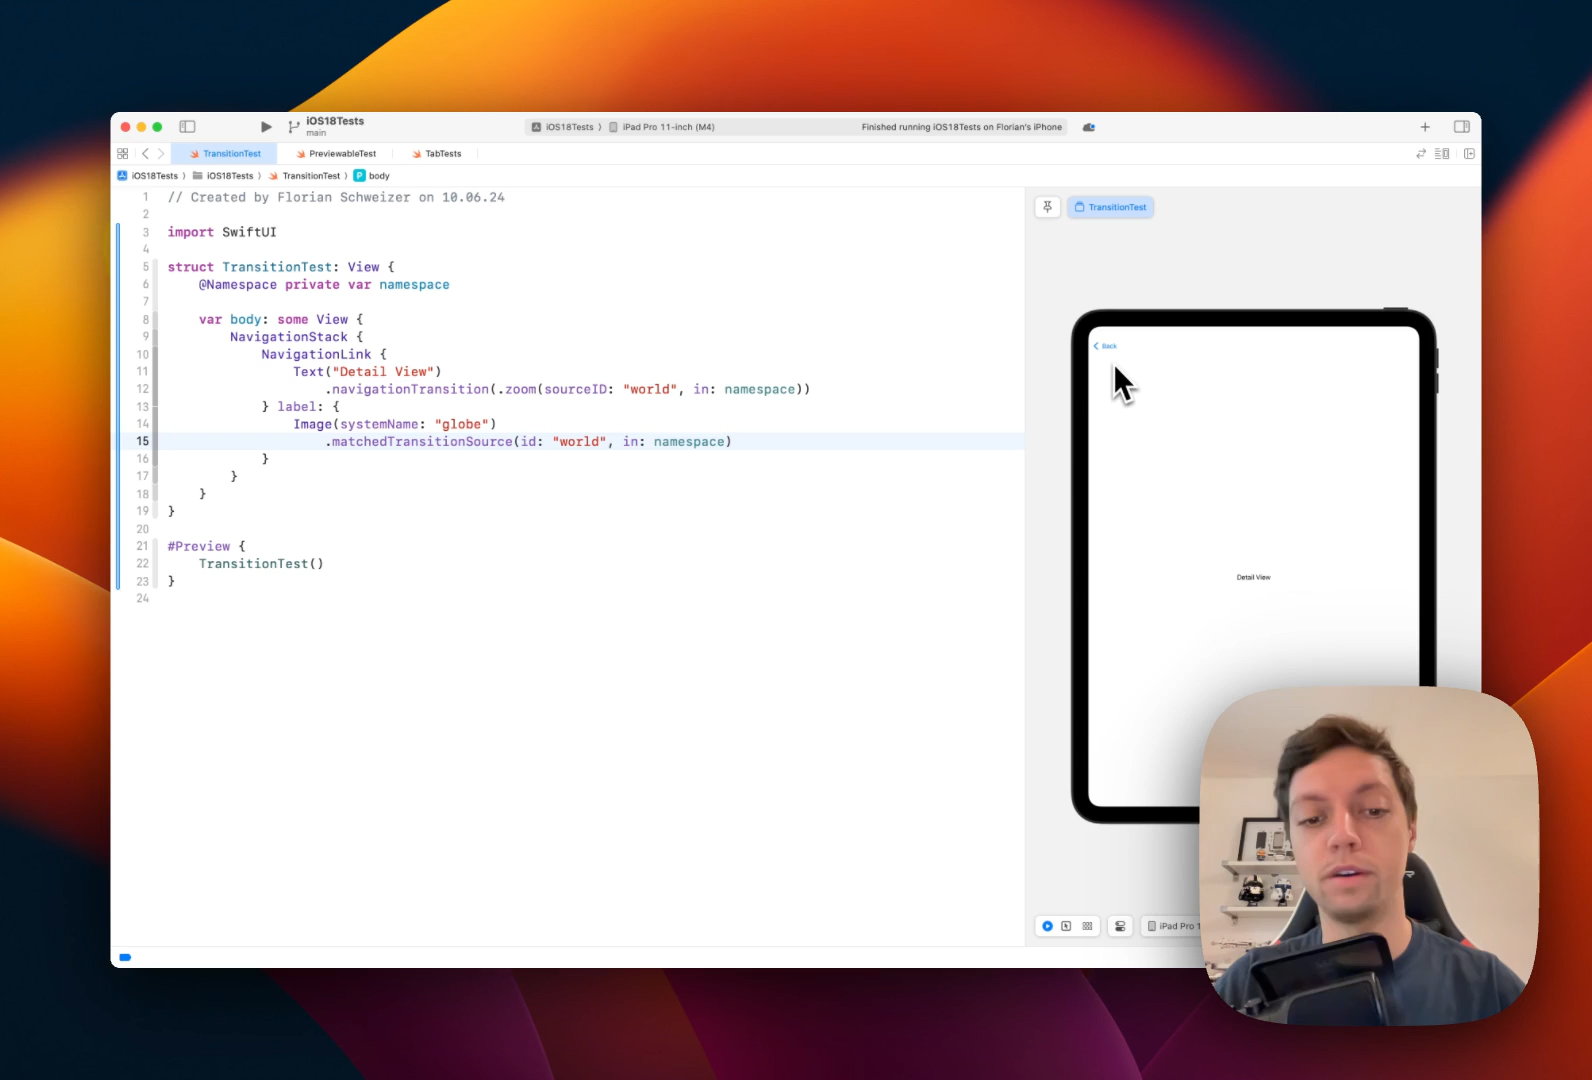 iOS18Tests
main
iOS18Tests
iPad Pro 11-inch (M4)
Finished running iOS18Tests on Florian's iPhone
TransitionTest
PreviewableTest
TabTests
iOS18Tests
iOS18Tests
TransitionTest
P
body
1 // Created by Florian Schweizer on 10.06.24
2
3 import SwiftUI
4
5 struct TransitionTest: View {
6 @Namespace private var namespace
7
8 var body: some View {
9 NavigationStack {
10 NavigationLink {
11 Text("Detail View")
12 .navigationTransition(.zoom(sourceID: "world", in: namespace))
13 } label: {
14 Image(systemName: "globe")
15 .matchedTransitionSource(id: "world", in: namespace)
16 }
17 }
18 }
19 }
20
21 #Preview {
22 TransitionTest()
23 }
24
TransitionTest
Back
Detail View
iPad Pro 1